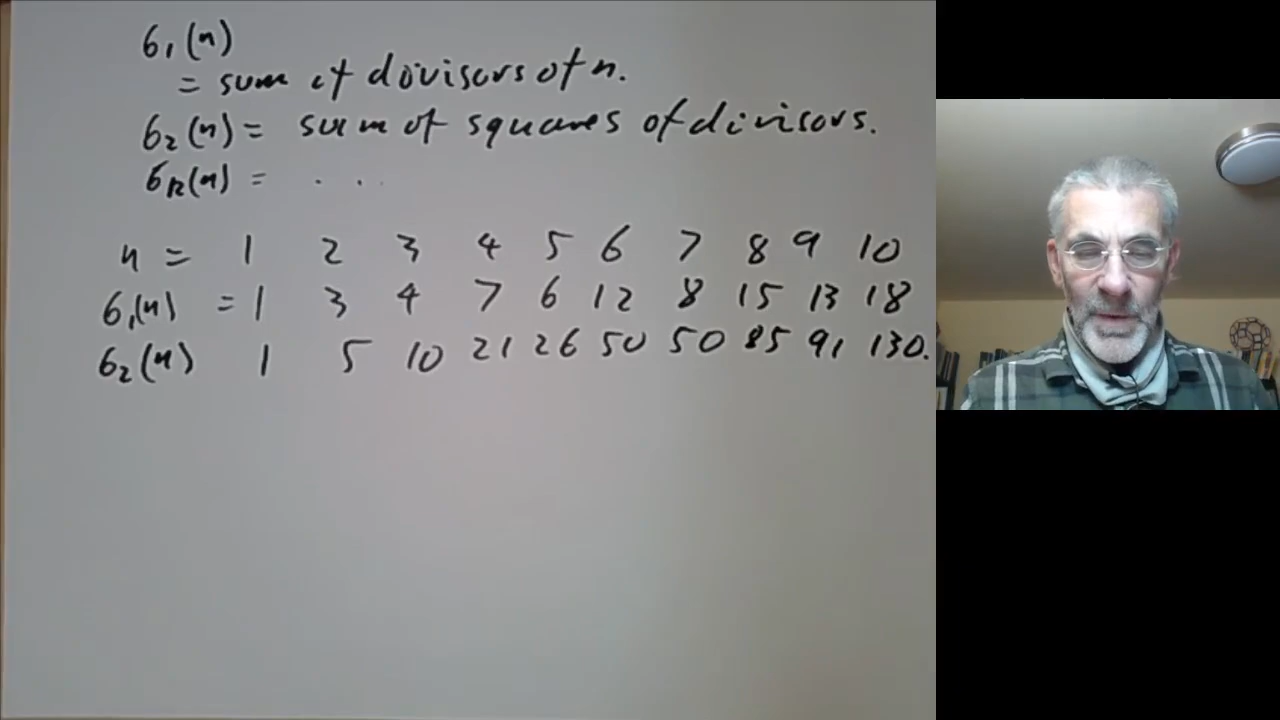 σ₁(n)
= sum of divisors of n.
σ₂(n) = sum of squares of divisors.
σₖ(n) = . . .
n = 1 2 3 4 5 6 7 8 9 10
σ₁(n) = 1 3 4 7 6 12 8 15 13 18
σ₂(n) 1 5 10 21 26 50 50 85 91 130.